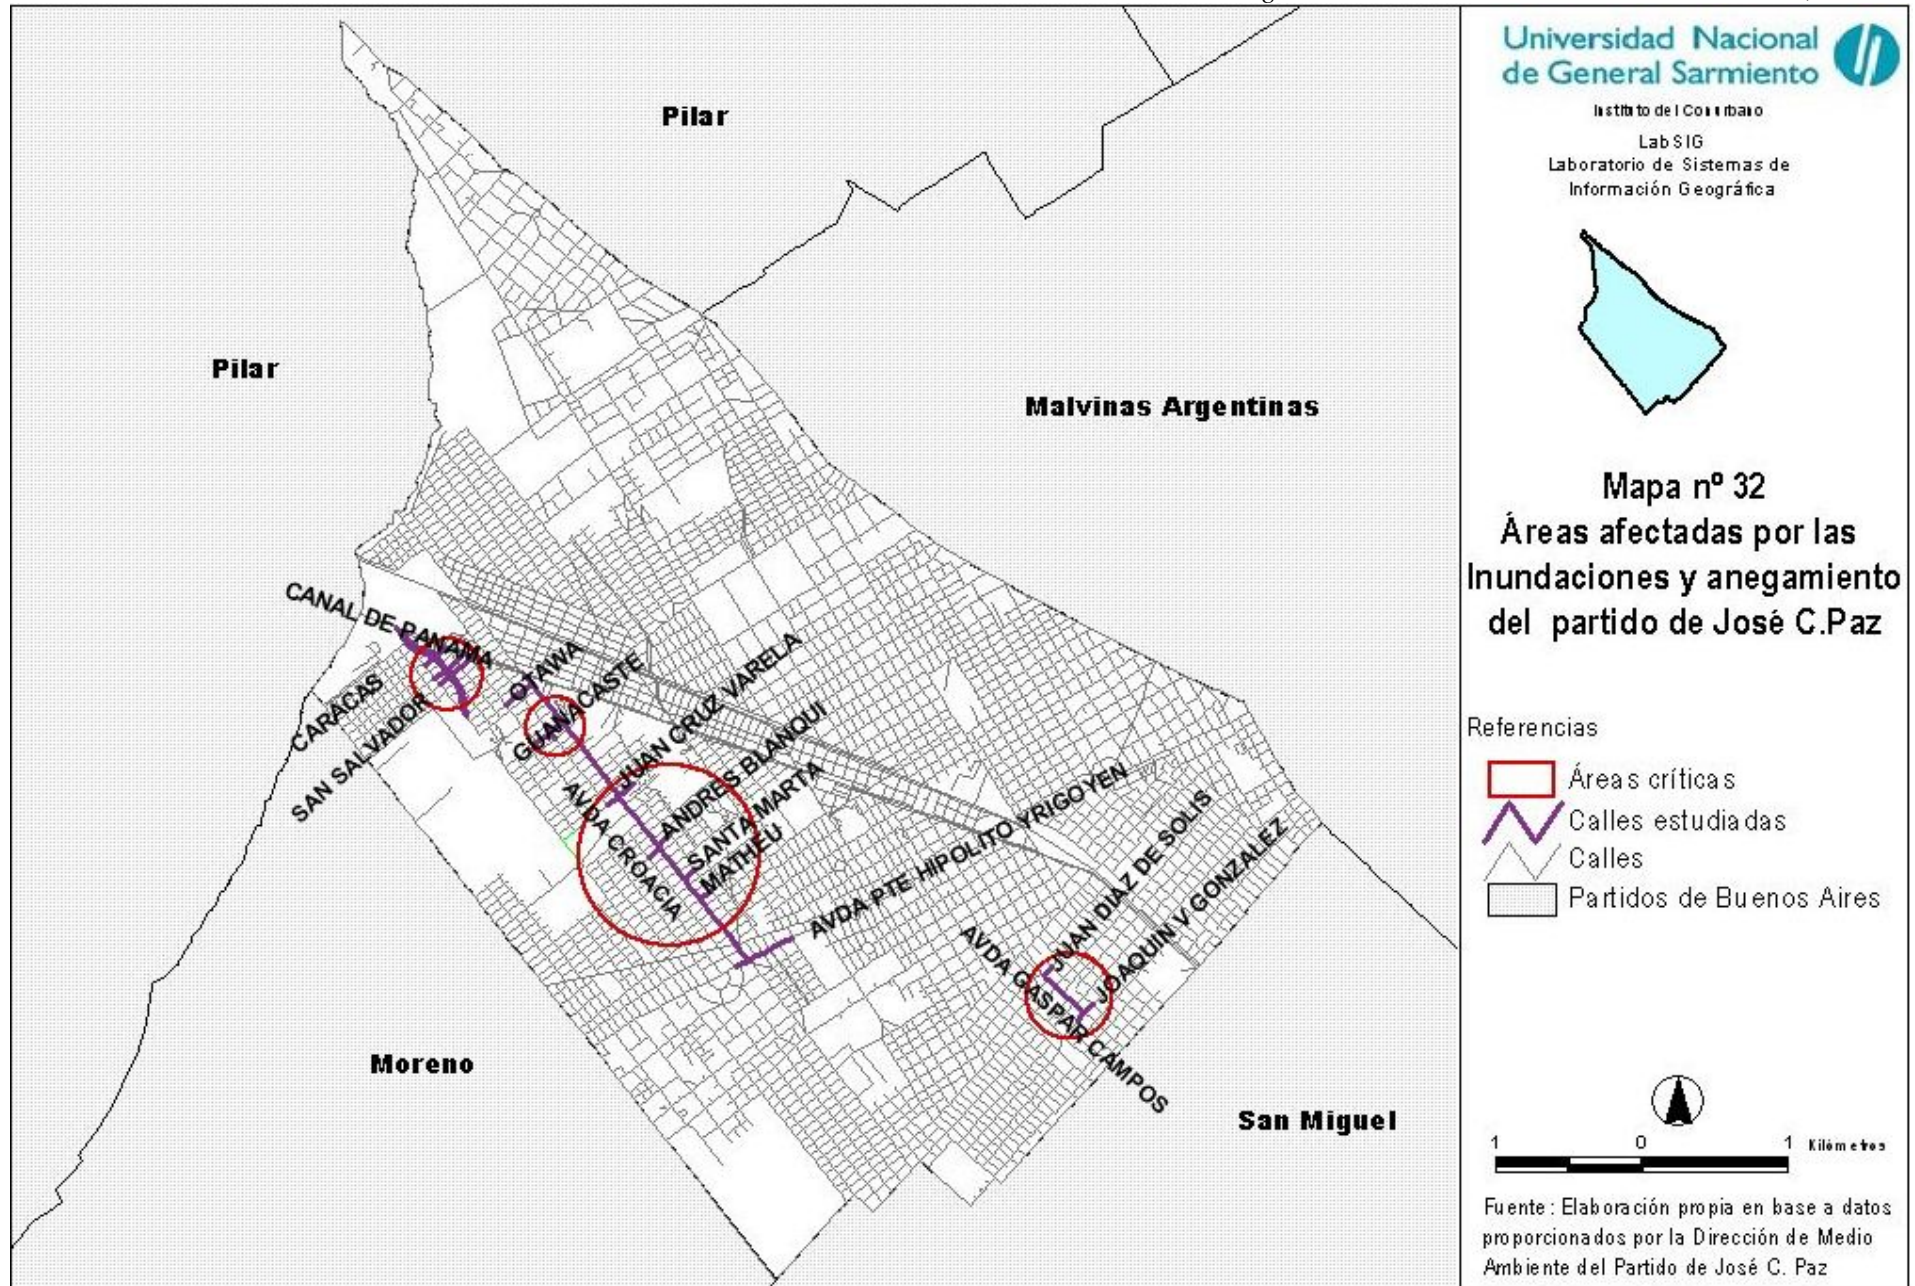 Pilar
Pilar
Malvinas Argentinas
CANAL DE PANAMA
OTAWA
GUANACASTE
CARACAS
SAN SALVADOR
JUAN CRUZ VARELA
ANDRES BLANQUI
SANTA MARTA
MATHEU
AVDA CROACIA
AVDA PTE HIPOLITO YRIGOYEN
JUAN DIAZ DE SOLIS
JOAQUIN V GONZALEZ
AVDA GASPAR CAMPOS
Moreno
San Miguel
Universidad Nacional
de General Sarmiento
Instituto del Conurbano
LabSIG
Laboratorio de Sistemas de
Información Geográfica
Mapa nº 32
Áreas afectadas por las
Inundaciones y anegamiento
del partido de José C.Paz
Referencias
Áreas críticas
Calles estudiadas
Calles
Partidos de Buenos Aires
1 0 1 Kilómetros
Fuente: Elaboración propia en base a datos
proporcionados por la Dirección de Medio
Ambiente del Partido de José C. Paz